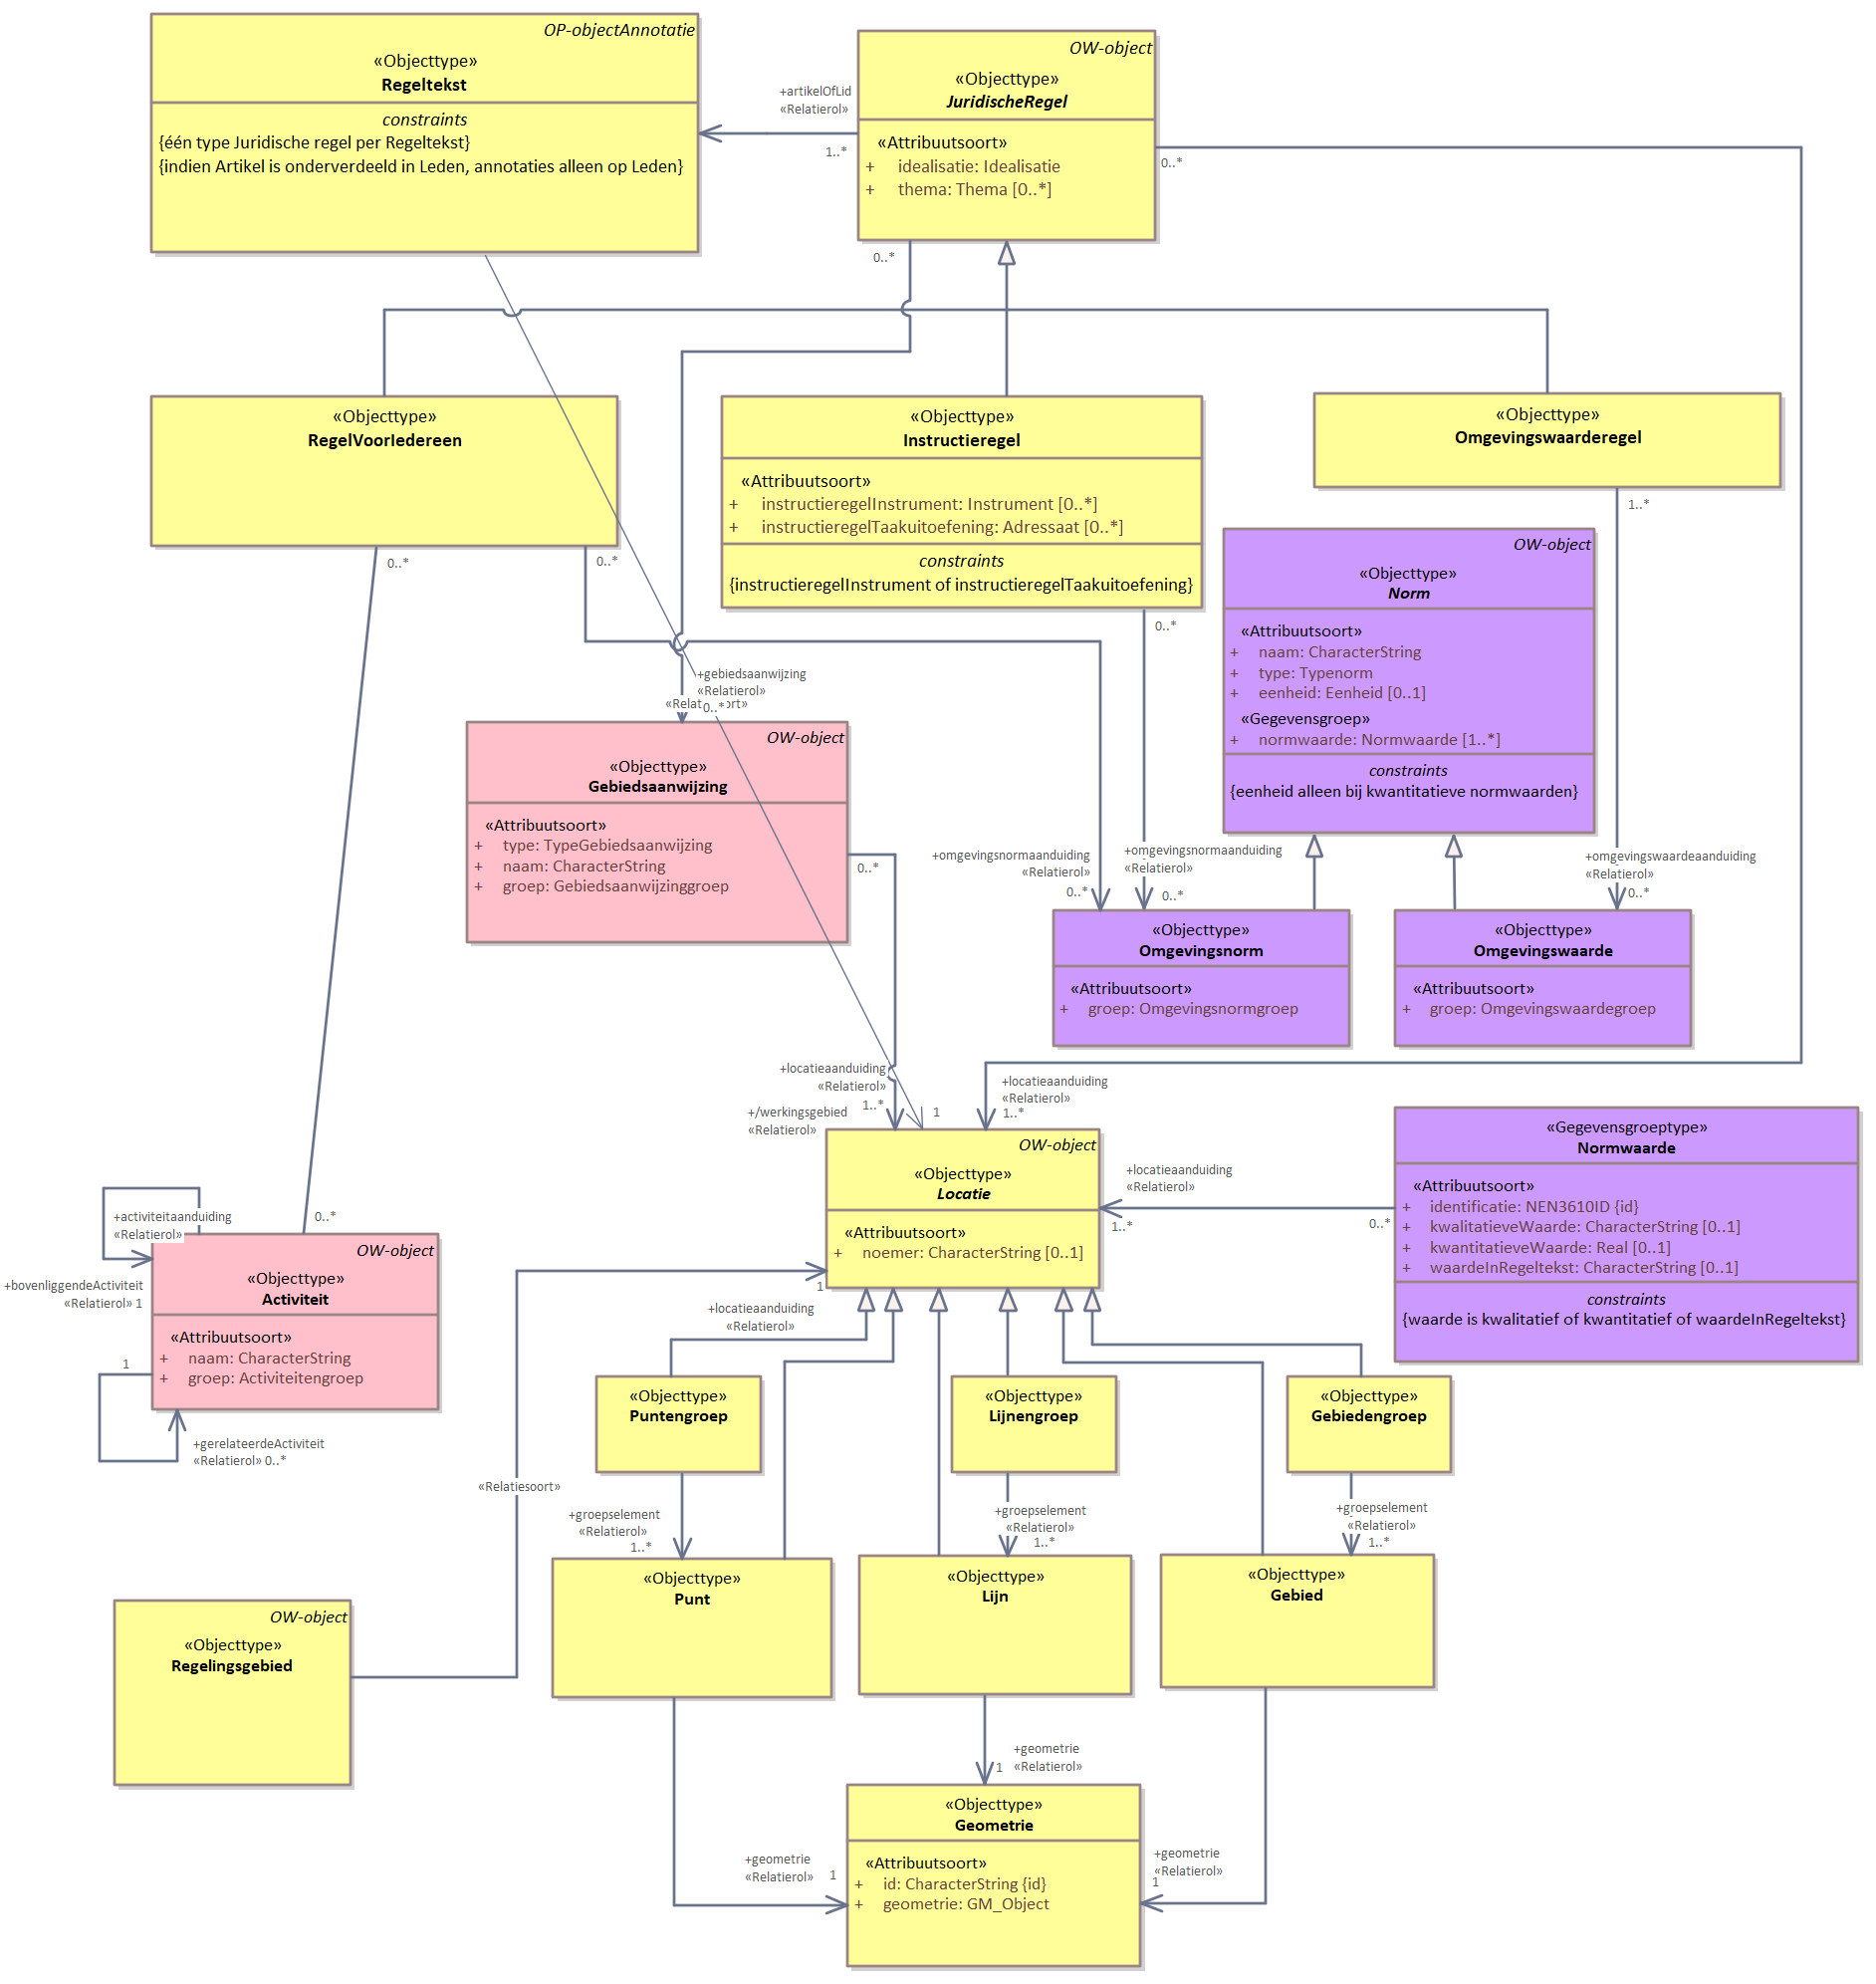 OP-objectAnnotatie
«Objecttype»
Regeltekst
constraints
{één type Juridische regel per Regeltekst}
{indien Artikel is onderverdeeld in Leden, annotaties alleen op Leden}
+artikelOfLid
«Relatierol»
1..*
OW-object
«Objecttype»
JuridischeRegel
«Attribuutsoort»
+ idealisatie: Idealisatie
+ thema: Thema [0..*]
0..*
0..*
«Objecttype»
RegelVoorIedereen
0..*
0..*
«Objecttype»
Instructieregel
«Attribuutsoort»
+ instructieregelInstrument: Instrument [0..*]
+ instructieregelTaakuitoefening: Adressaat [0..*]
constraints
{instructieregelInstrument of instructieregelTaakuitoefening}
0..*
«Objecttype»
Omgevingswaarderegel
1..*
OW-object
«Objecttype»
Norm
«Attribuutsoort»
+ naam: CharacterString
+ type: Typenorm
+ eenheid: Eenheid [0..1]
«Gegevensgroep»
+ normwaarde: Normwaarde [1..*]
constraints
{eenheid alleen bij kwantitatieve normwaarden}
+gebiedsaanwijzing
«Relatierol»
0..*
OW-object
«Objecttype»
Gebiedsaanwijzing
«Attribuutsoort»
+ type: TypeGebiedsaanwijzing
+ naam: CharacterString
+ groep: Gebiedsaanwijzinggroep
0..*
+omgevingsnormaanduiding
«Relatierol»
0..*
+omgevingsnormaanduiding
«Relatierol»
0..*
+omgevingswaardeaanduiding
«Relatierol»
0..*
«Objecttype»
Omgevingsnorm
«Attribuutsoort»
+ groep: Omgevingsnormgroep
«Objecttype»
Omgevingswaarde
«Attribuutsoort»
+ groep: Omgevingswaardegroep
+locatieaanduiding
«Relatierol»
1..*
+/werkingsgebied
«Relatierol»
1
+locatieaanduiding
«Relatierol»
1..*
OW-object
«Objecttype»
Locatie
«Attribuutsoort»
+ noemer: CharacterString [0..1]
+locatieaanduiding
«Relatierol»
1..*
0..*
«Gegevensgroeptype»
Normwaarde
«Attribuutsoort»
+ identificatie: NEN3610ID {id}
+ kwalitatieveWaarde: CharacterString [0..1]
+ kwantitatieveWaarde: Real [0..1]
+ waardeInRegeltekst: CharacterString [0..1]
constraints
{waarde is kwalitatief of kwantitatief of waardeInRegeltekst}
0..*
+activiteitaanduiding
«Relatierol»
+bovenliggendeActiviteit
«Relatierol» 1
OW-object
«Objecttype»
Activiteit
«Attribuutsoort»
+ naam: CharacterString
+ groep: Activiteitengroep
1
+gerelateerdeActiviteit
«Relatierol» 0..*
1
+locatieaanduiding
«Relatierol»
«Relatiesoort»
«Objecttype»
Puntengroep
«Objecttype»
Lijnengroep
«Objecttype»
Gebiedengroep
+groepselement
«Relatierol»
1..*
+groepselement
«Relatierol»
1..*
+groepselement
«Relatierol»
1..*
«Objecttype»
Punt
«Objecttype»
Lijn
«Objecttype»
Gebied
OW-object
«Objecttype»
Regelingsgebied
+geometrie
«Relatierol»
1
+geometrie
«Relatierol»
1
+geometrie
«Relatierol»
1
«Objecttype»
Geometrie
«Attribuutsoort»
+ id: CharacterString {id}
+ geometrie: GM_Object